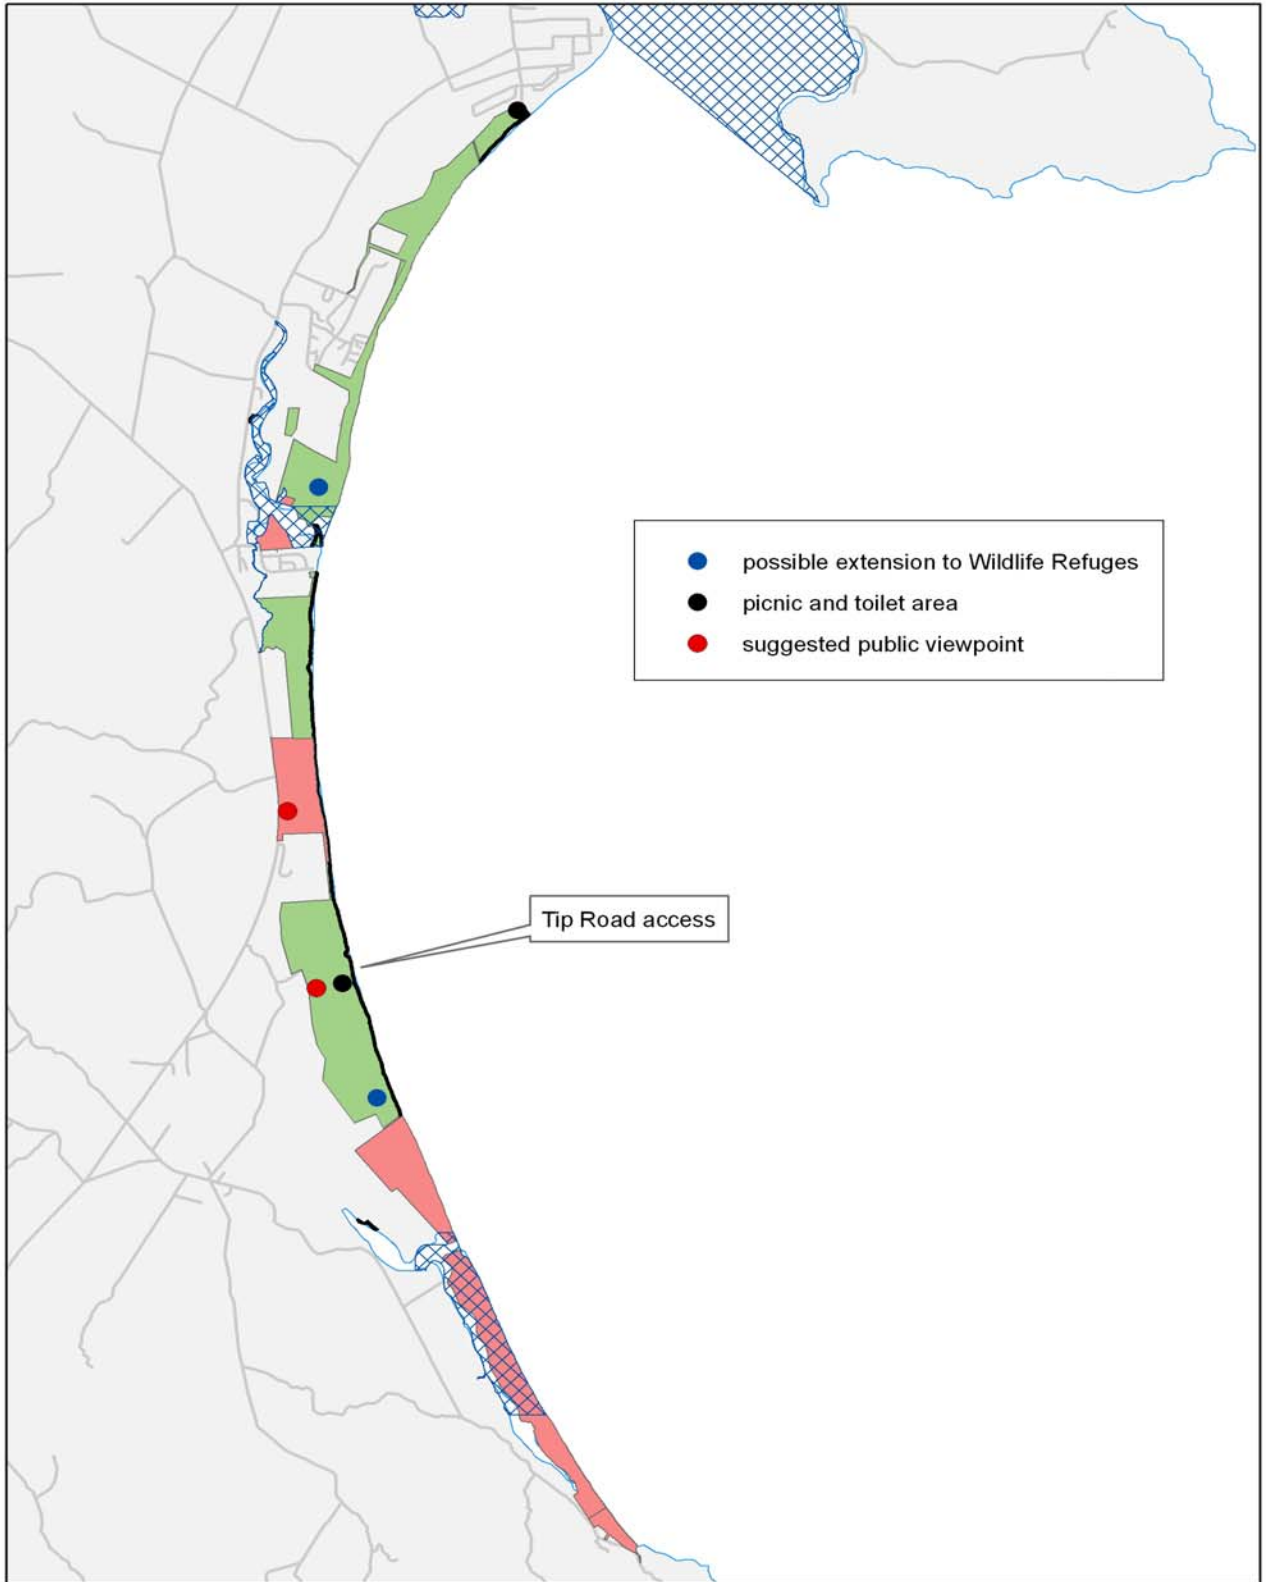 possible extension to Wildlife Refuges
picnic and toilet area
suggested public viewpoint
Tip Road access